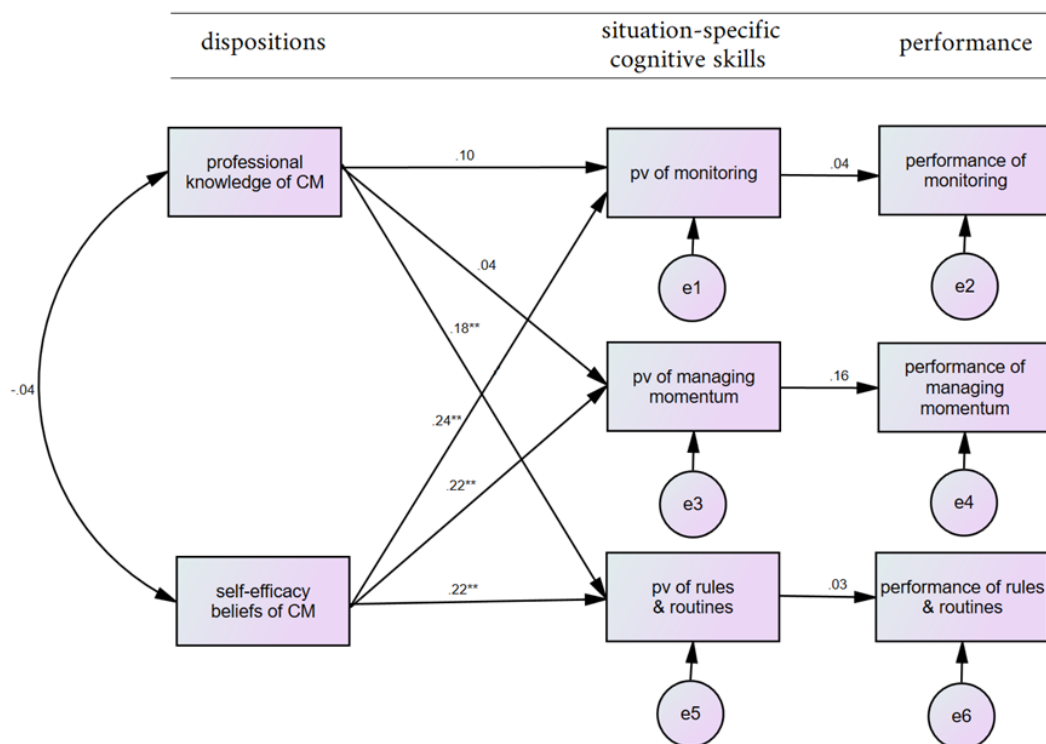 dispositions
situation-specific
cognitive skills
performance
professional
knowledge of CM
.10
pv of monitoring
.04
performance of
monitoring
e1
e2
.04
.18**
-.04
pv of managing
momentum
.16
performance of
managing
momentum
.24**
.22**
e3
e4
self-efficacy
beliefs of CM
.22**
pv of rules
& routines
.03
performance of rules
& routines
e5
e6